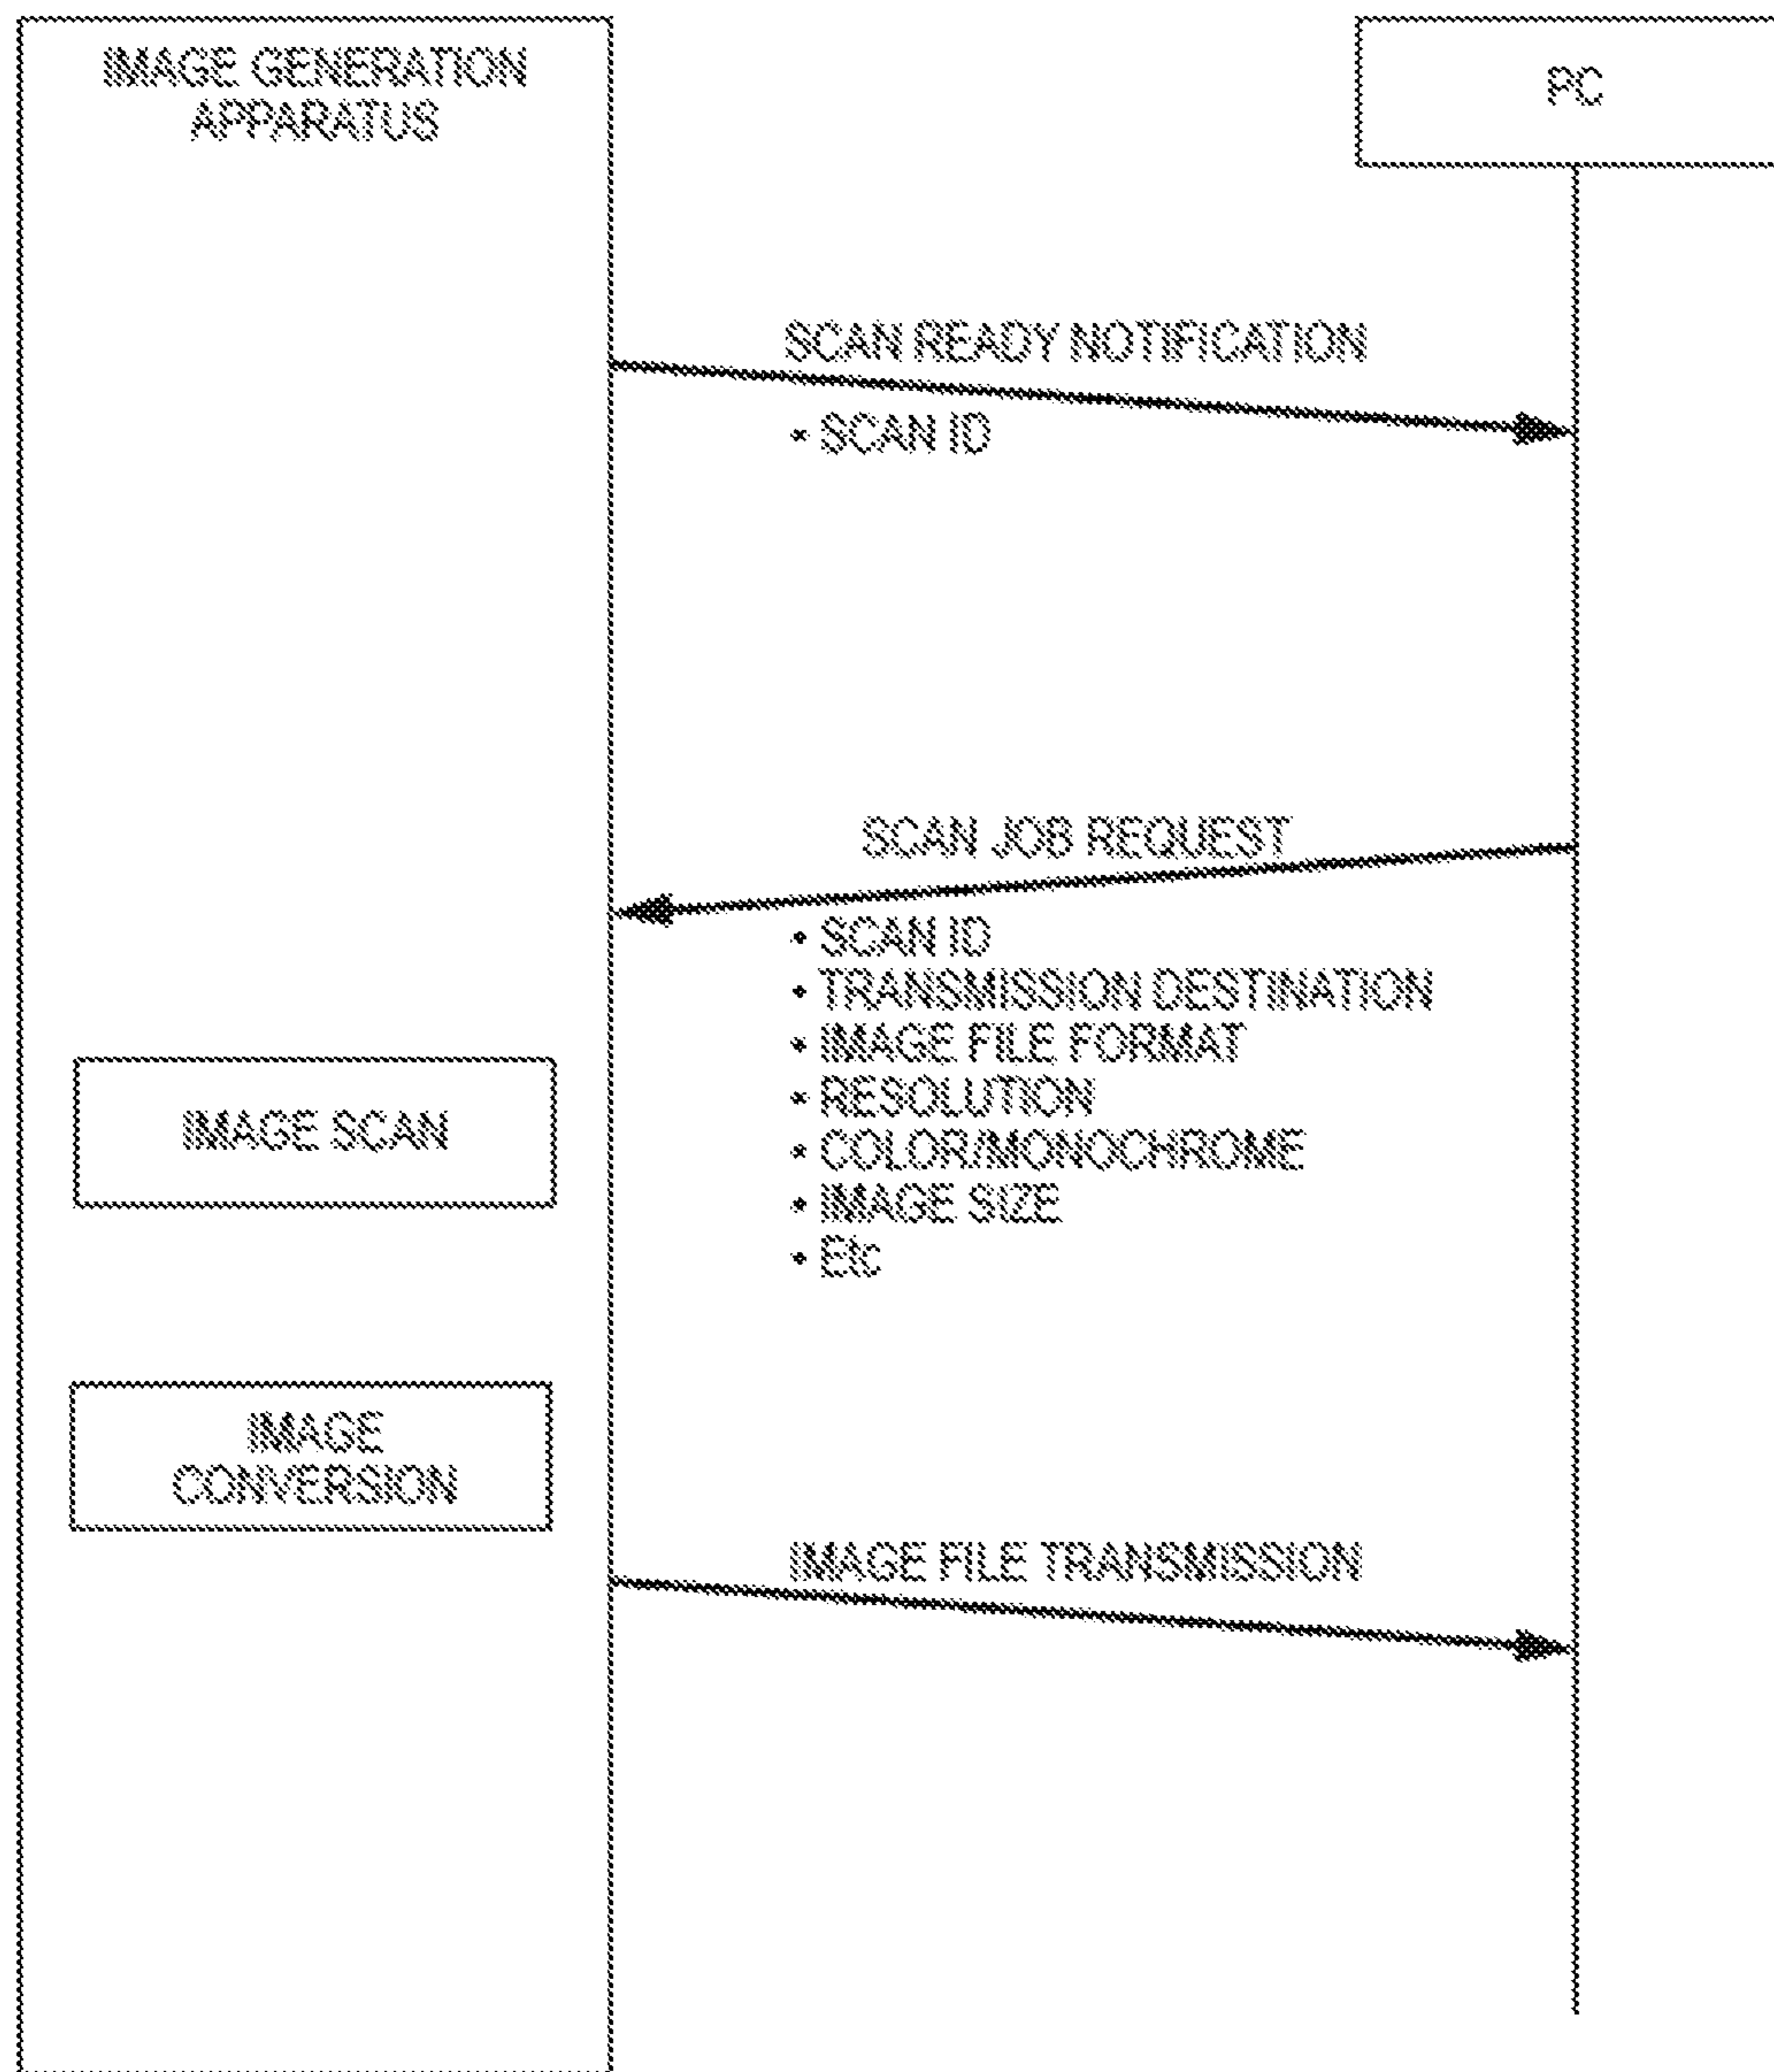 IMAGE GENERATION
APPARATUS
PC
SCAN READY NOTIFICATION
• SCAN ID
SCAN JOB REQUEST
• SCAN ID
• TRANSMISSION DESTINATION
• IMAGE FILE FORMAT
• RESOLUTION
• COLOR/MONOCHROME
• IMAGE SIZE
• Etc
IMAGE SCAN
IMAGE
CONVERSION
IMAGE FILE TRANSMISSION